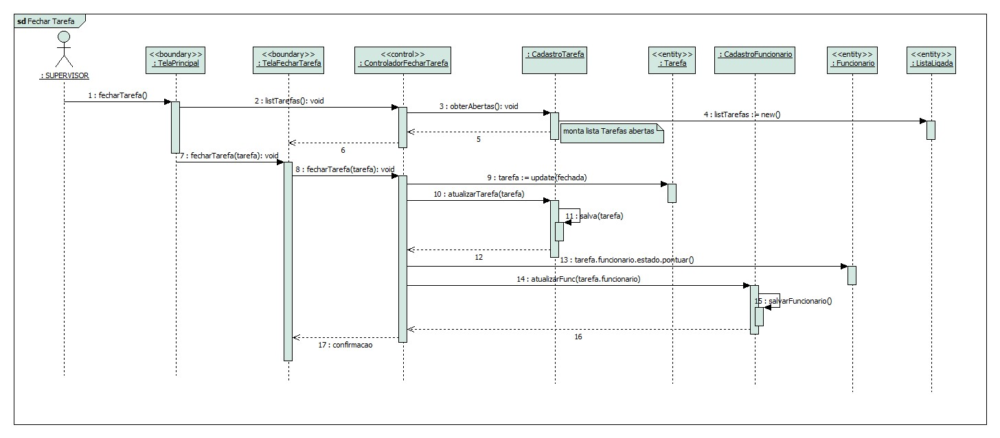 sd Fechar Tarefa
: SUPERVISOR
<<boundary>>
: TelaPrincipal
<<boundary>>
: TelaFecharTarefa
<<control>>
: ControladorFecharTarefa
: CadastroTarefa
<<entity>>
: Tarefa
: CadastroFuncionario
<<entity>>
: Funcionario
<<entity>>
: ListaLigada
1 : fecharTarefa()
2 : listTarefas(): void
3 : obterAbertas(): void
4 : listTarefas := new()
monta lista Tarefas abertas
5
6
7 : fecharTarefa(tarefa): void
8 : fecharTarefa(tarefa): void
9 : tarefa := update(fechada)
10 : atualizarTarefa(tarefa)
11 : salva(tarefa)
12
13 : tarefa.funcionario.estado.pontuar()
14 : atualizarFunc(tarefa.funcionario)
15 : salvarFuncionario()
16
17 : confirmacao